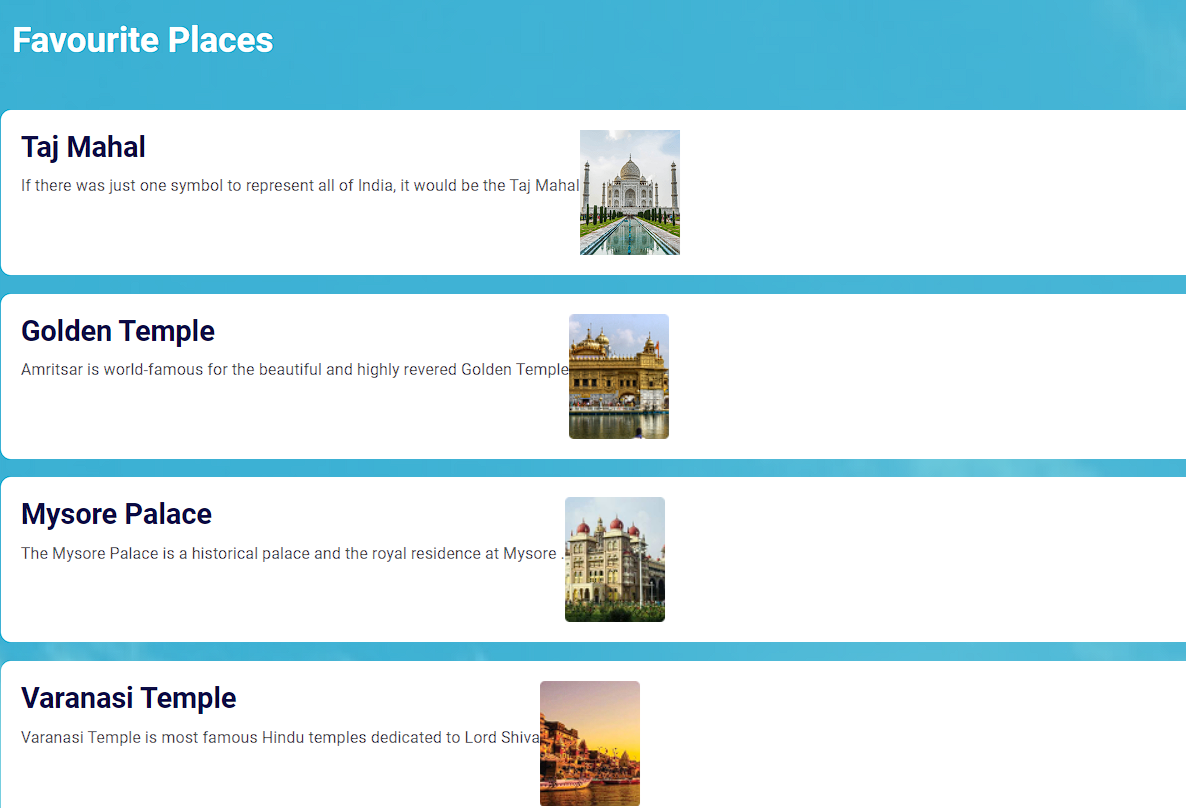 Favourite Places
Taj Mahal
If there was just one symbol to represent all of India, it would be the Taj Mahal
Golden Temple
Amritsar is world-famous for the beautiful and highly revered Golden Temple
Mysore Palace
The Mysore Palace is a historical palace and the royal residence at Mysore .
Varanasi Temple
Varanasi Temple is most famous Hindu temples dedicated to Lord Shiva